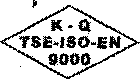 K - Q
TSE-ISO-EN
9000